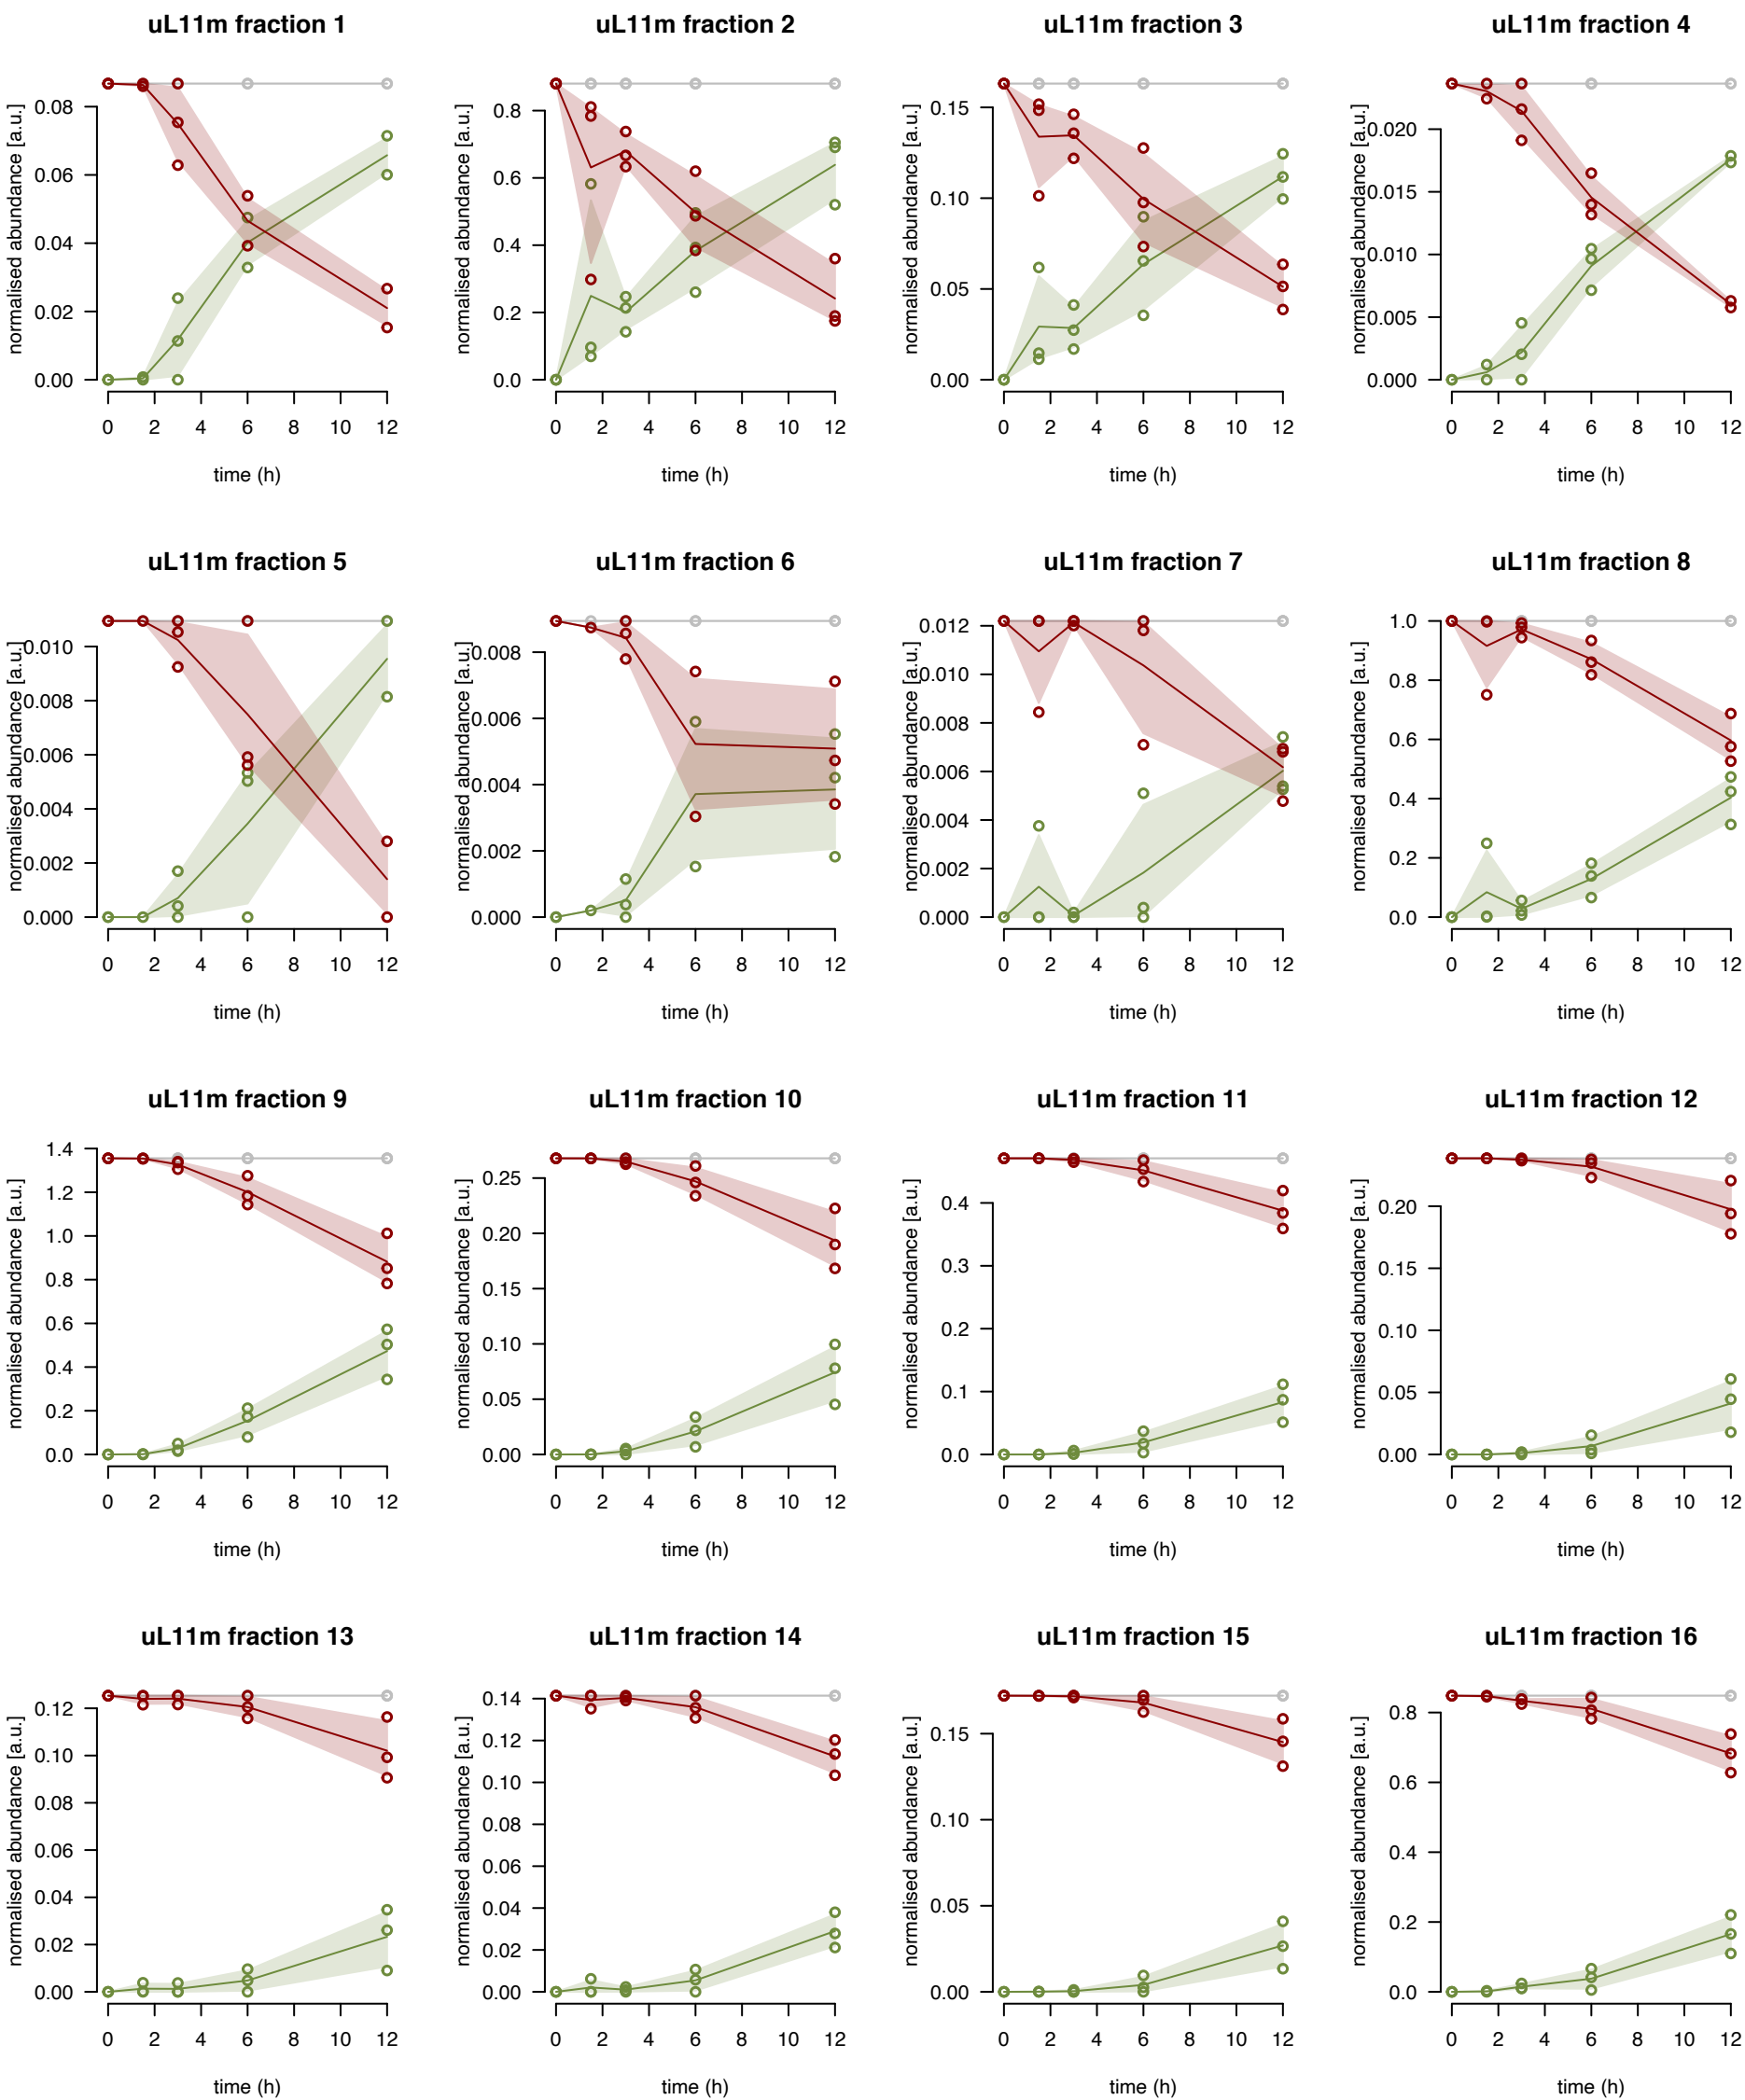 uL11m fraction 1
normalised abundance [a.u.]
0.08
0.06
0.04
0.02
0.00
0 2 4 6 8 10 12
time (h)
uL11m fraction 2
normalised abundance [a.u.]
0.8
0.6
0.4
0.2
0.0
0 2 4 6 8 10 12
time (h)
uL11m fraction 3
normalised abundance [a.u.]
0.15
0.10
0.05
0.00
0 2 4 6 8 10 12
time (h)
uL11m fraction 4
normalised abundance [a.u.]
0.020
0.015
0.010
0.005
0.000
0 2 4 6 8 10 12
time (h)
uL11m fraction 5
normalised abundance [a.u.]
0.010
0.008
0.006
0.004
0.002
0.000
0 2 4 6 8 10 12
time (h)
uL11m fraction 6
normalised abundance [a.u.]
0.008
0.006
0.004
0.002
0.000
0 2 4 6 8 10 12
time (h)
uL11m fraction 7
normalised abundance [a.u.]
0.012
0.010
0.008
0.006
0.004
0.002
0.000
0 2 4 6 8 10 12
time (h)
uL11m fraction 8
normalised abundance [a.u.]
1.0
0.8
0.6
0.4
0.2
0.0
0 2 4 6 8 10 12
time (h)
uL11m fraction 9
normalised abundance [a.u.]
1.4
1.2
1.0
0.8
0.6
0.4
0.2
0.0
0 2 4 6 8 10 12
time (h)
uL11m fraction 10
normalised abundance [a.u.]
0.25
0.20
0.15
0.10
0.05
0.00
0 2 4 6 8 10 12
time (h)
uL11m fraction 11
normalised abundance [a.u.]
0.4
0.3
0.2
0.1
0.0
0 2 4 6 8 10 12
time (h)
uL11m fraction 12
normalised abundance [a.u.]
0.20
0.15
0.10
0.05
0.00
0 2 4 6 8 10 12
time (h)
uL11m fraction 13
normalised abundance [a.u.]
0.12
0.10
0.08
0.06
0.04
0.02
0.00
0 2 4 6 8 10 12
time (h)
uL11m fraction 14
normalised abundance [a.u.]
0.14
0.12
0.10
0.08
0.06
0.04
0.02
0.00
0 2 4 6 8 10 12
time (h)
uL11m fraction 15
normalised abundance [a.u.]
0.15
0.10
0.05
0.00
0 2 4 6 8 10 12
time (h)
uL11m fraction 16
normalised abundance [a.u.]
0.8
0.6
0.4
0.2
0.0
0 2 4 6 8 10 12
time (h)